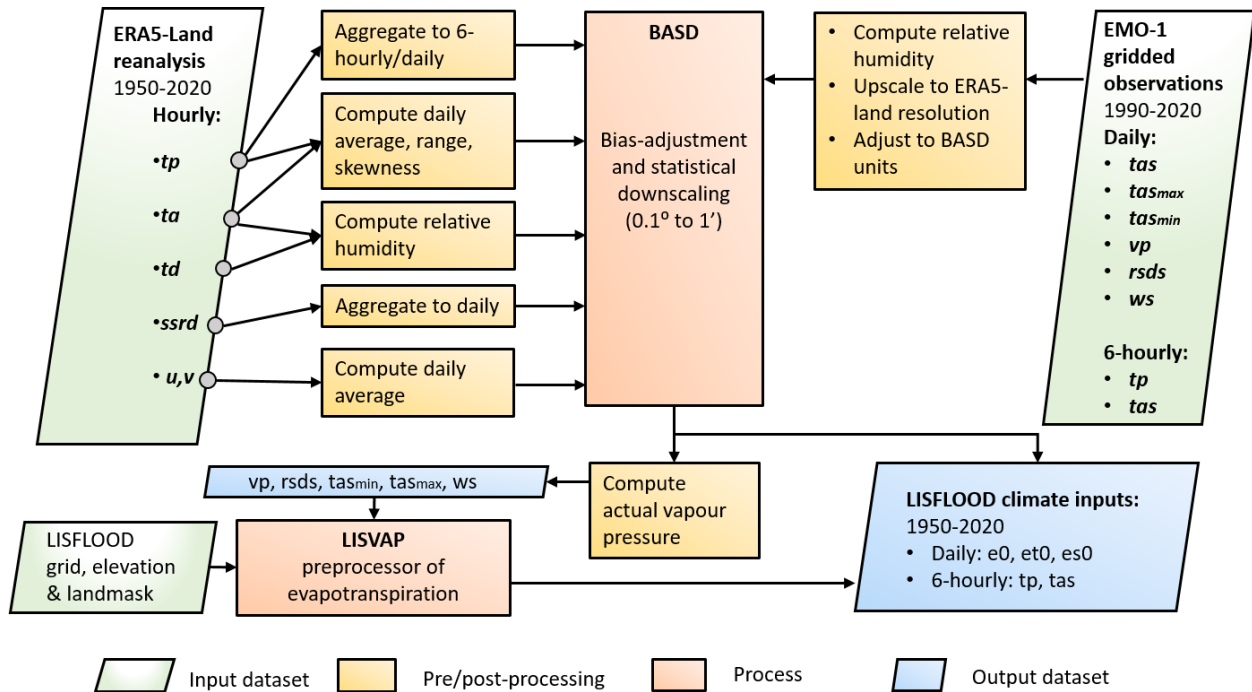 ERA5-Land
reanalysis
1950-2020
Hourly:
•tp
•ta
•td
•ssrd
• u,v
Aggregate to 6-
hourly/daily
Compute daily
average, range,
skewness
Compute relative
humidity
Aggregate to daily
Compute daily
average
BASD
Bias-adjustment
and statistical
downscaling
(0.1º to 1’)
• Compute relative
humidity
• Upscale to ERA5-
land resolution
• Adjust to BASD
units
EMO-1
gridded
observations
1990-2020
Daily:
• tas
• tasmax
• tasmin
• vp
• rsds
• ws
6-hourly:
• tp
• tas
vp, rsds, tasmin, tasmax, ws
Compute
actual vapour
pressure
LISFLOOD climate inputs:
1950-2020
• Daily: e0, et0, es0
• 6-hourly: tp, tas
LISFLOOD
grid, elevation
& landmask
LISVAP
preprocessor of
evapotranspiration
Input dataset
Pre/post-processing
Process
Output dataset